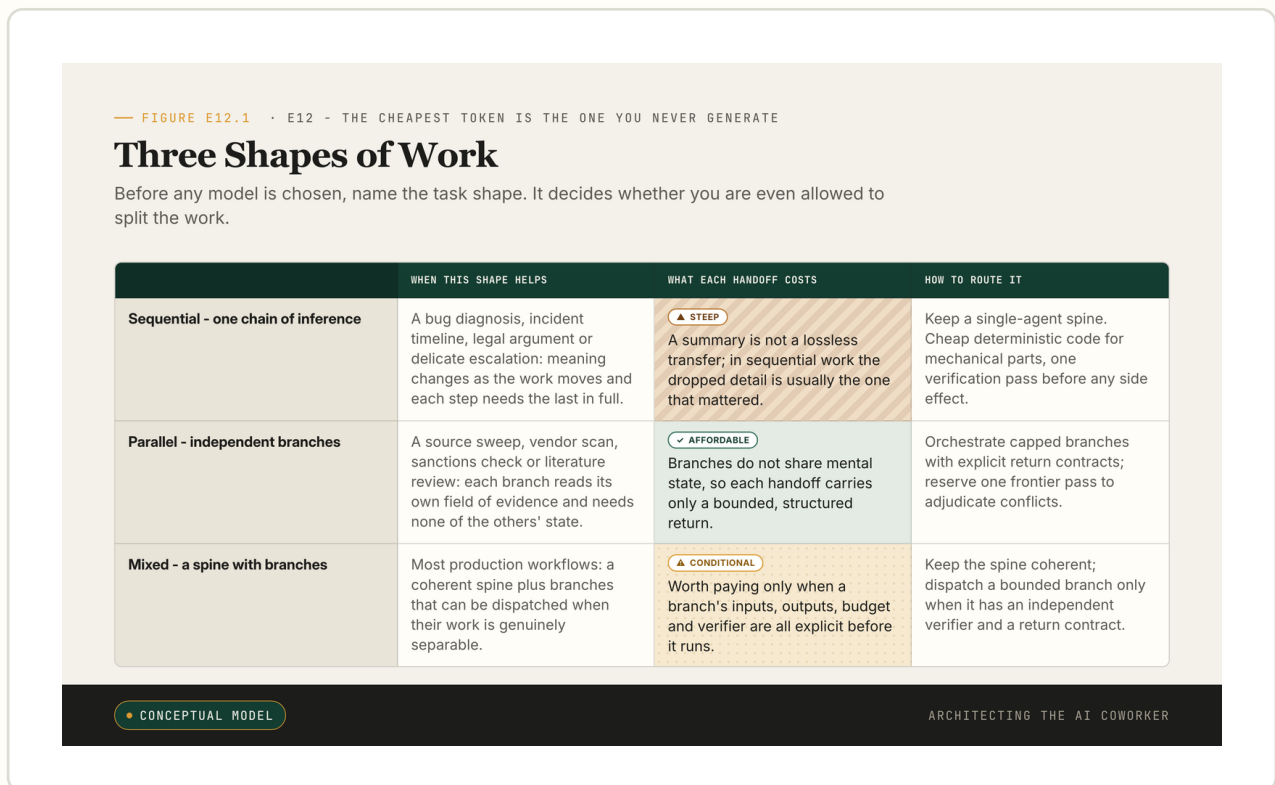 FIGURE E12.1 · E12 - THE CHEAPEST TOKEN IS THE ONE YOU NEVER GENERATE
Three Shapes of Work
Before any model is chosen, name the task shape. It decides whether you are even allowed to
split the work.
WHEN THIS SHAPE HELPS
WHAT EACH HANDOFF COSTS
HOW TO ROUTE IT
Sequential - one chain of inference
A bug diagnosis, incident
timeline, legal argument or
delicate escalation: meaning
changes as the work moves and
each step needs the last in full.
STEEP
A summary is not a lossless
transfer; in sequential work the
dropped detail is usually the one
that mattered.
Keep a single-agent spine.
Cheap deterministic code for
mechanical parts, one
verification pass before any side
effect.
Parallel - independent branches
A source sweep, vendor scan,
sanctions check or literature
review: each branch reads its
own field of evidence and needs
none of the others' state.
AFFORDABLE
Branches do not share mental
state, so each handoff carries
only a bounded, structured
return.
Orchestrate capped branches
with explicit return contracts;
reserve one frontier pass to
adjudicate conflicts.
Mixed - a spine with branches
Most production workflows: a
coherent spine plus branches
that can be dispatched when
their work is genuinely
separable.
CONDITIONAL
Worth paying only when a
branch's inputs, outputs, budget
and verifier are all explicit before
it runs.
Keep the spine coherent;
dispatch a bounded branch only
when it has an independent
verifier and a return contract.
CONCEPTUAL MODEL
ARCHITECTING THE AI COWORKER